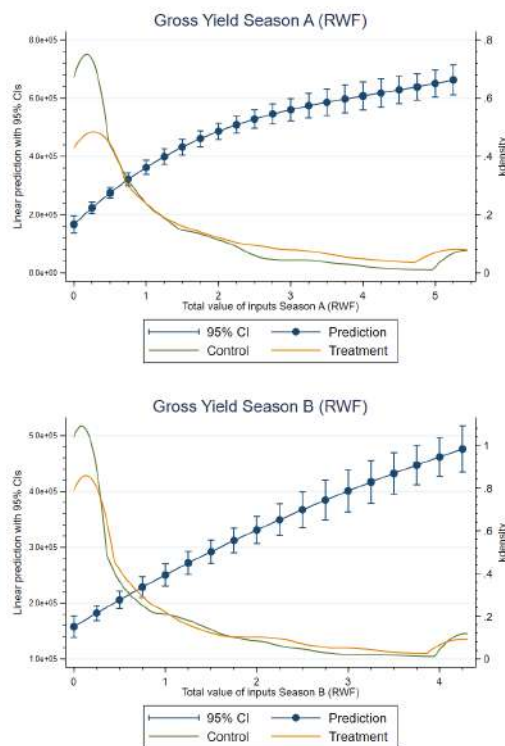 Gross Yield Season A (RWF)
8.0e+05
6.0e+05
4.0e+05
2.0e+05
0.0e+00
Linear prediction with 95% CIs
.8
.6
.4
.2
0
kdensity
0 1 2 3 4 5
Total value of inputs Season A (RWF)
95% CI Prediction
Control Treatment
Gross Yield Season B (RWF)
5.0e+05
4.0e+05
3.0e+05
2.0e+05
1.0e+05
Linear prediction with 95% CIs
1
.8
.6
.4
.2
0
kdensity
0 1 2 3 4
Total value of inputs Season B (RWF)
95% CI Prediction
Control Treatment